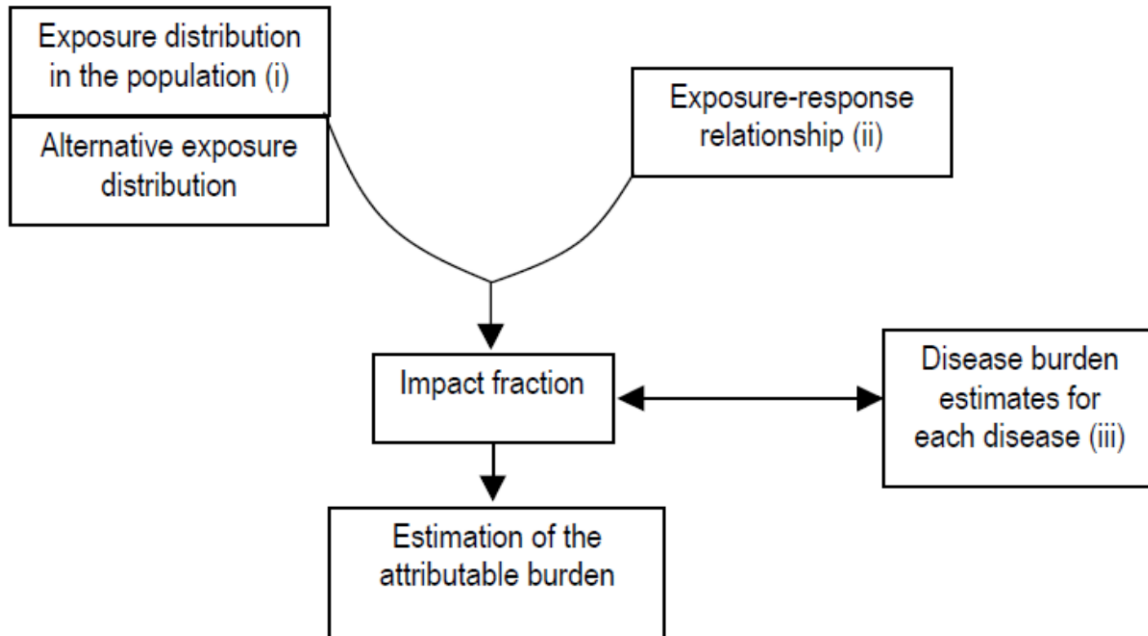 Exposure distribution
in the population (i)
Alternative exposure
distribution
Exposure-response
relationship (ii)
Impact fraction
Disease burden
estimates for
each disease (iii)
Estimation of the
attributable burden